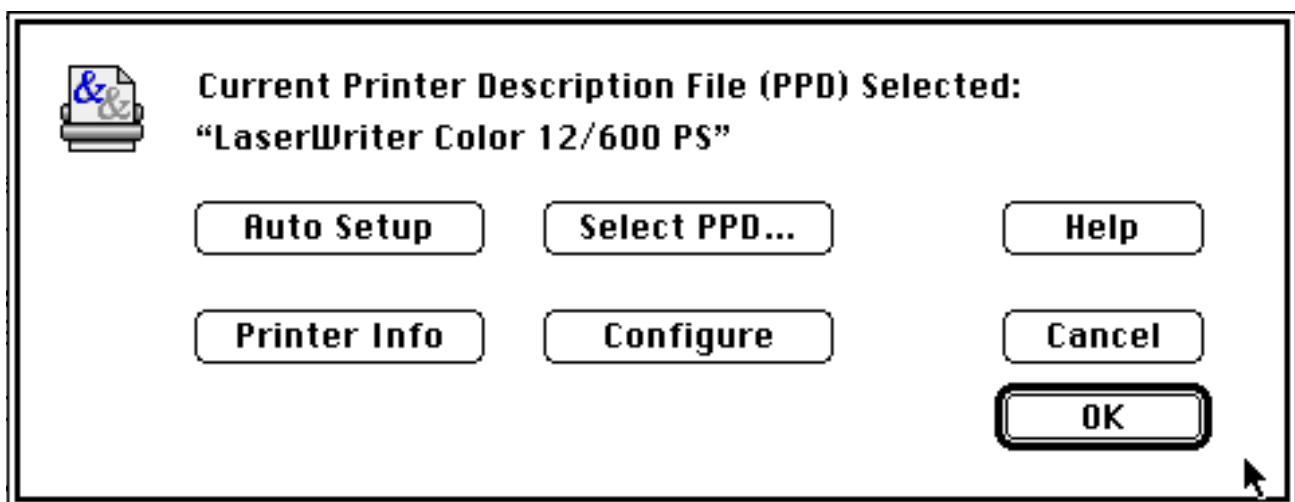 &&
Current Printer Description File (PPD) Selected:
“LaserWriter Color 12/600 PS”
Auto Setup
Select PPD...
Help
Printer Info
Configure
Cancel
OK